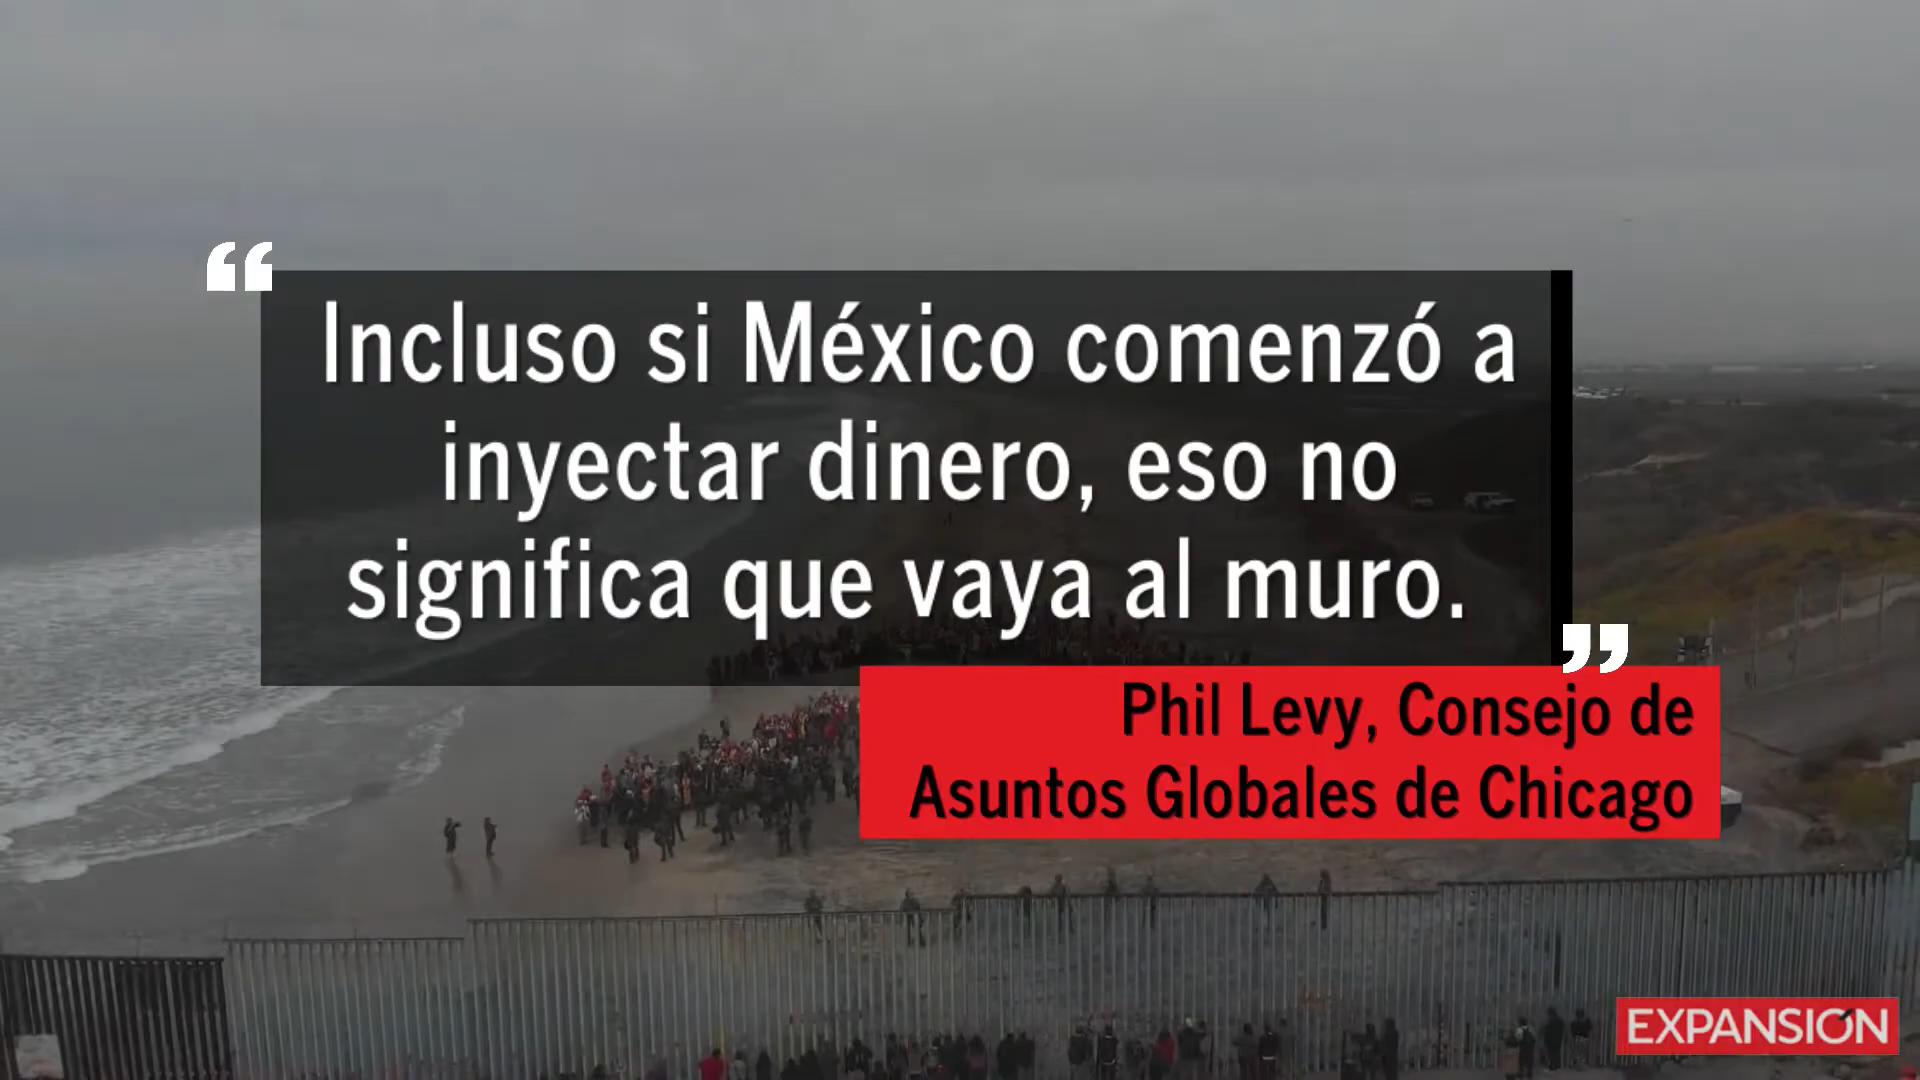 “
Incluso si México comenzó a
inyectar dinero, eso no
significa que vaya al muro.
”
Phil Levy, Consejo de
Asuntos Globales de Chicago
EXPANSIÓN